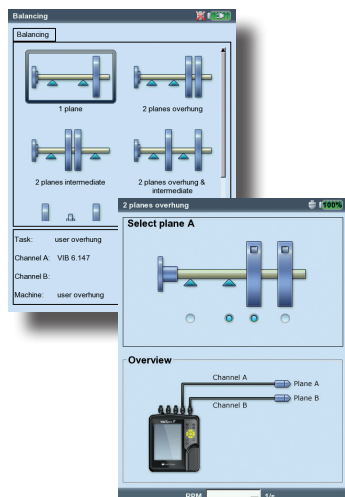 Balancing
Balancing
1 plane
2 planes overhung
2 planes intermediate
2 planes overhung &
intermediate
Task: user overhung
Channel A: VIB 6.147
Channel B:
Machine: user overhung
2 planes overhung
100%
Select plane A
Overview
Channel A
Plane A
Plane B
Channel B
RPM 1/s